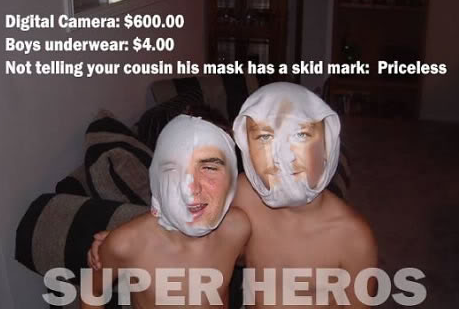 Digital Camera: $600.00
Boys underwear: $4.00
Not telling your cousin his mask has a skid mark: Priceless
SUPER HEROS